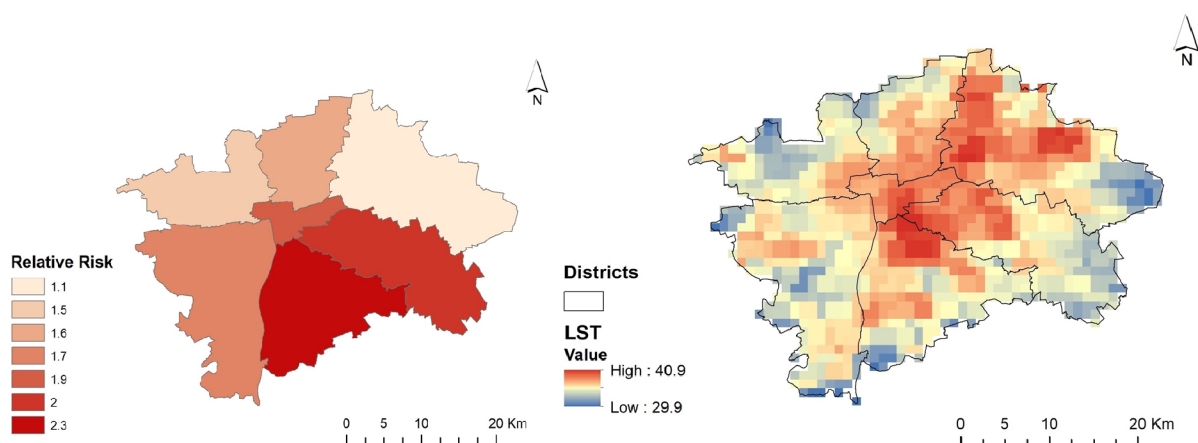 N
Relative Risk
1.1
1.5
1.6
1.7
1.9
2
2.3
0 5 10 20 Km
N
Districts
LST
Value
High : 40.9
Low : 29.9
0 5 10 20 Km